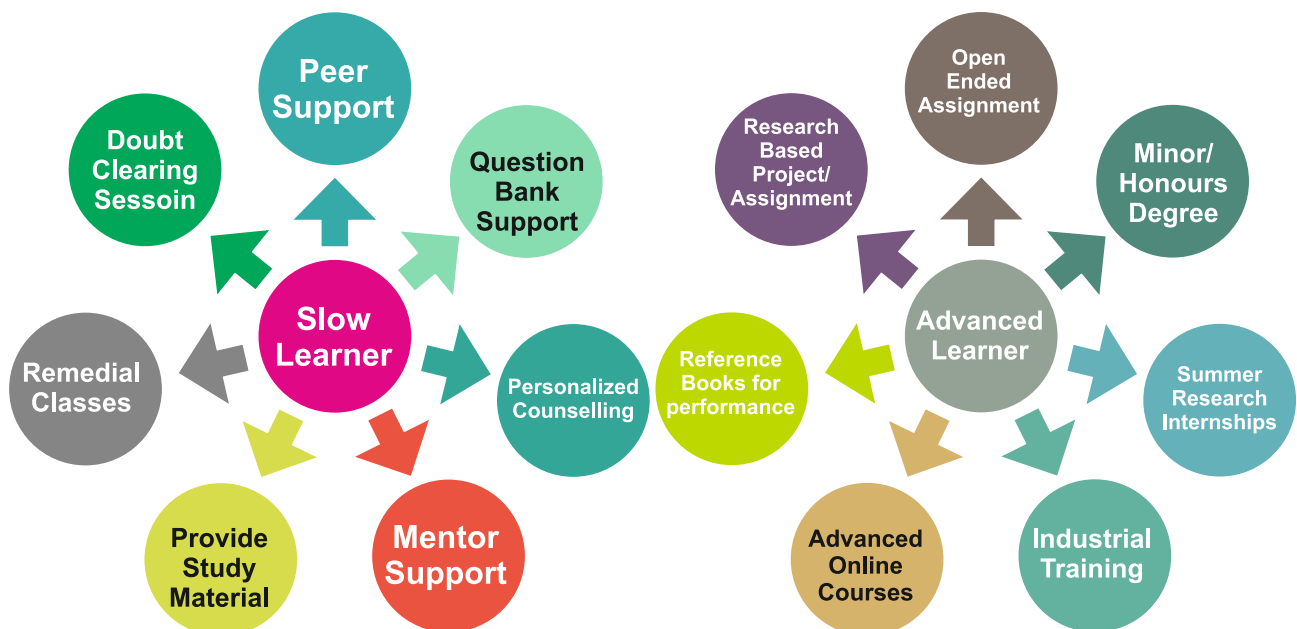 Slow
Learner
Peer
Support
Question
Bank
Support
Personalized
Counselling
Mentor
Support
Provide
Study
Material
Remedial
Classes
Doubt
Clearing
Sessoin
Advanced
Learner
Open
Ended
Assignment
Minor/
Honours
Degree
Summer
Research
Internships
Industrial
Training
Advanced
Online
Courses
Reference
Books for
performance
Research
Based
Project/
Assignment